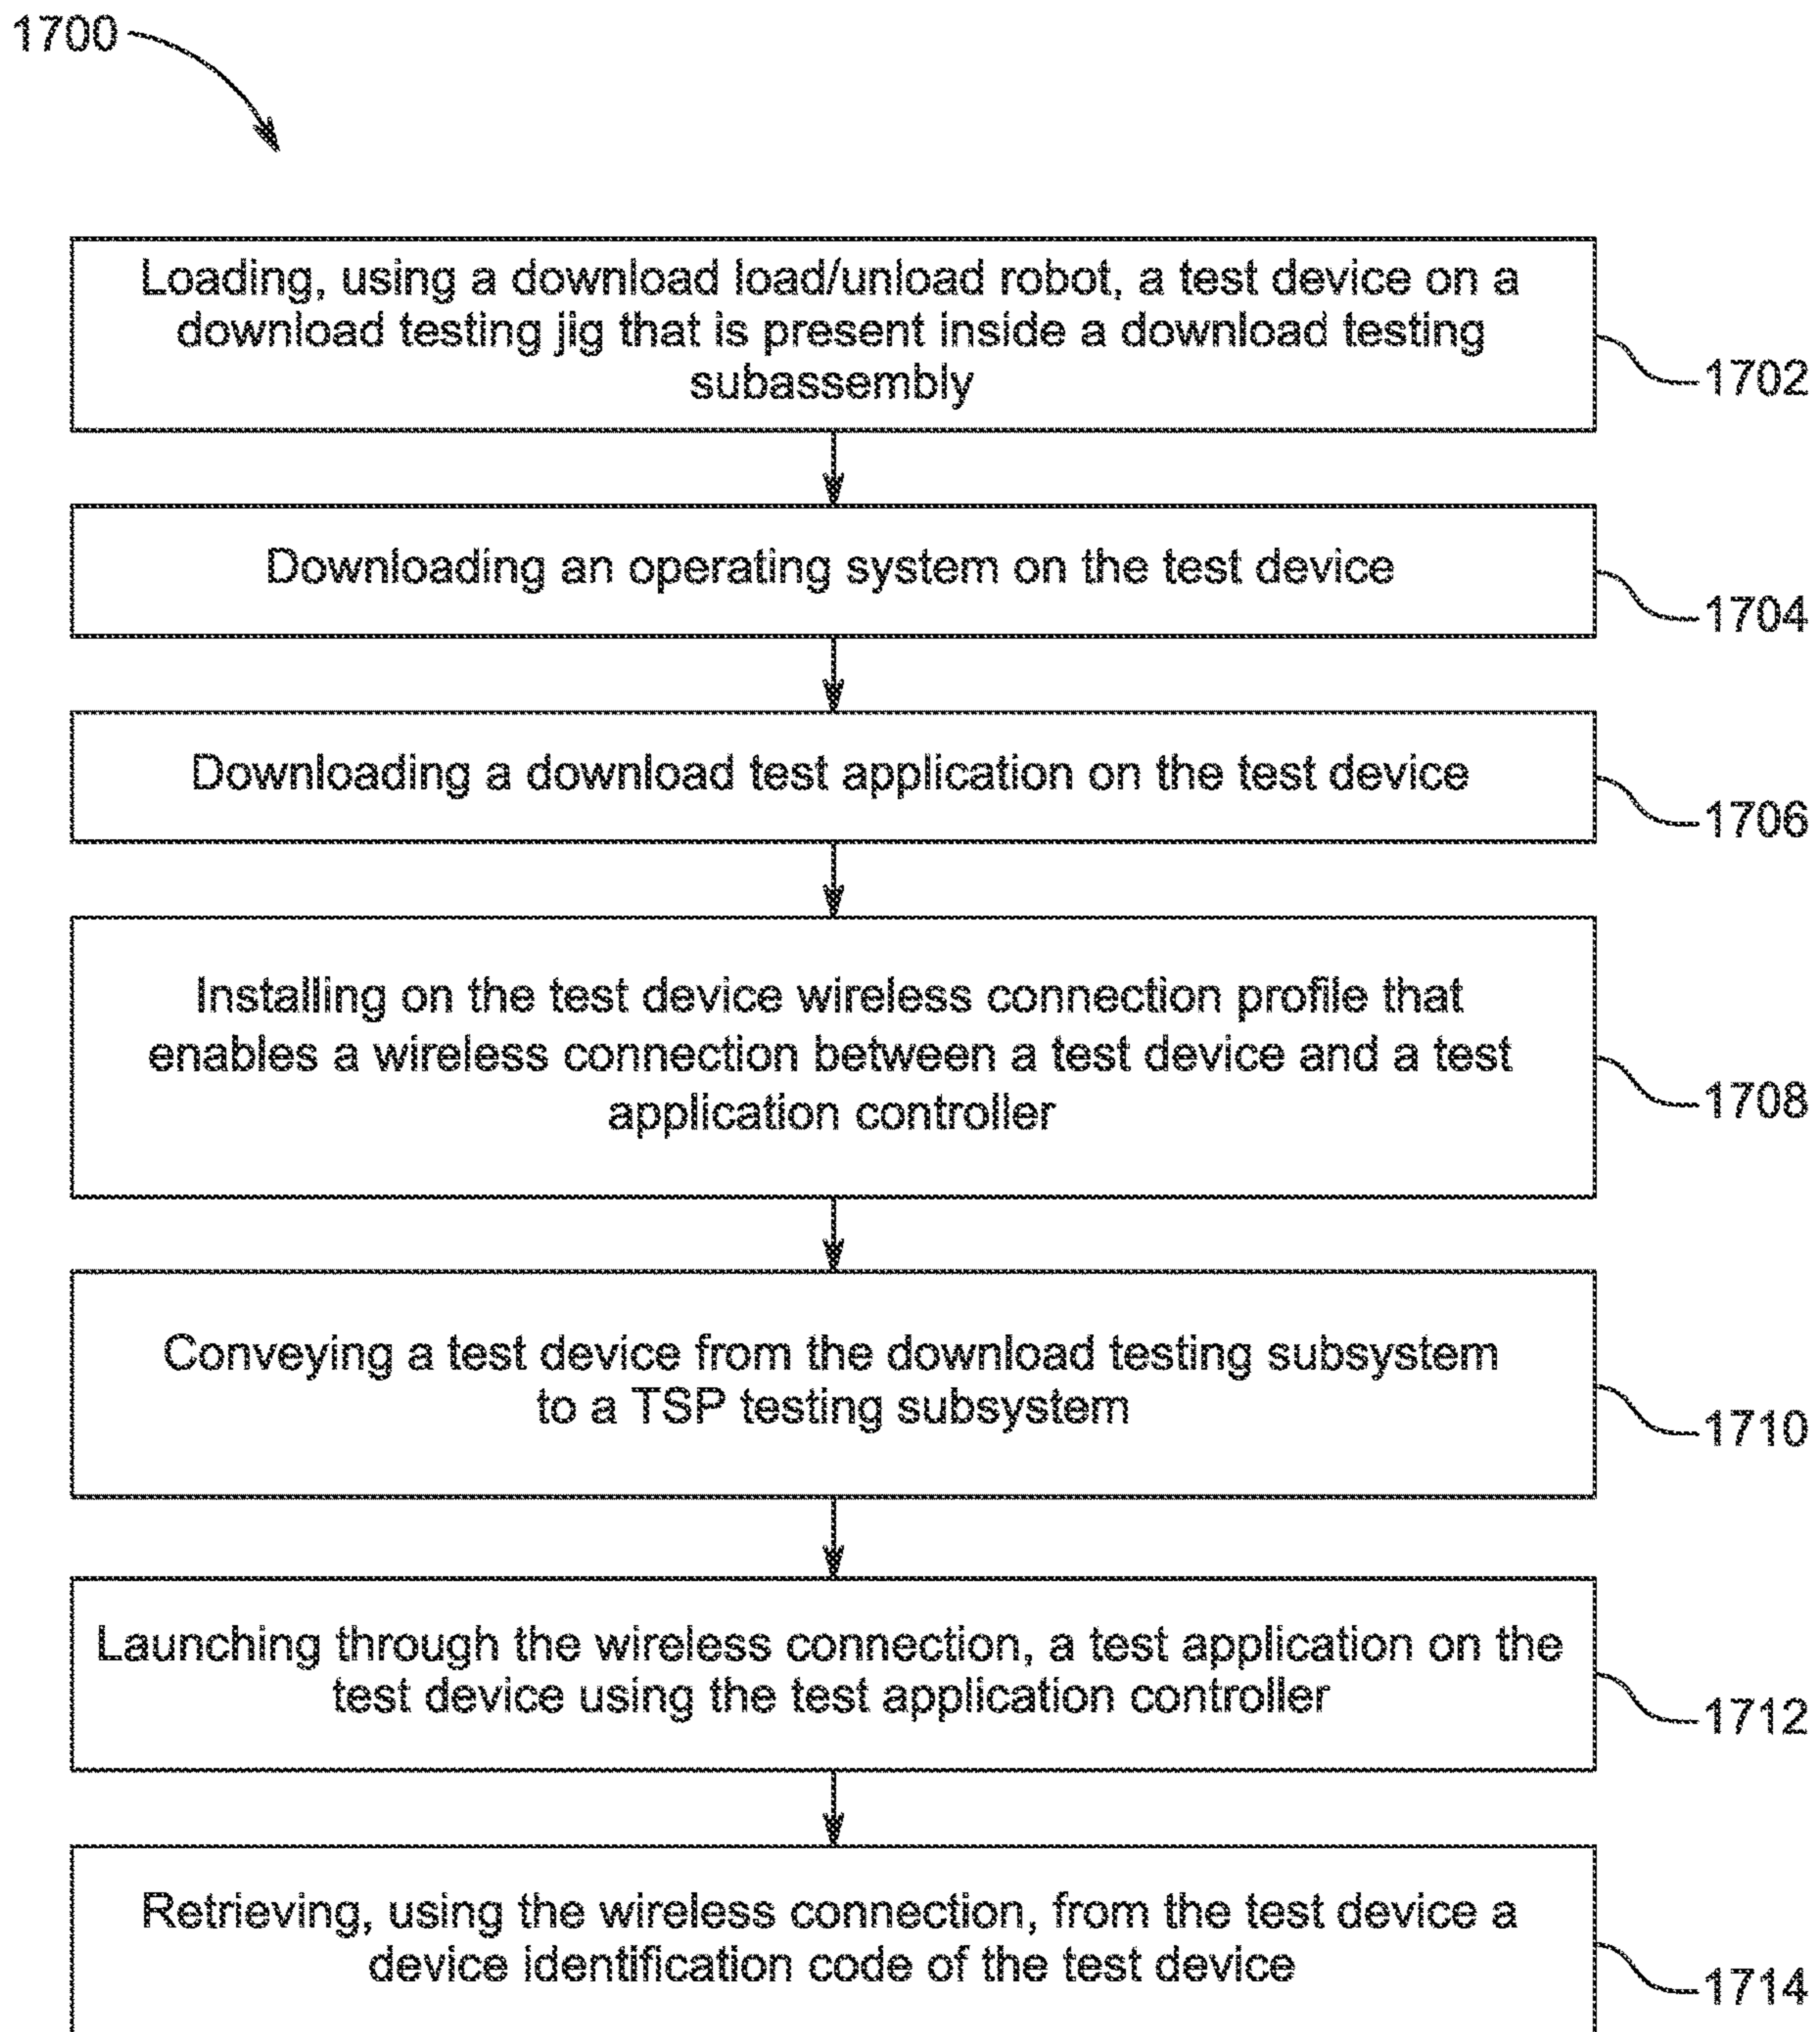 1700
Loading, using a download load/unload robot, a test device on a
download testing jig that is present inside a download testing
subassembly
1702
Downloading an operating system on the test device
1704
Downloading a download test application on the test device
1706
Installing on the test device wireless connection profile that
enables a wireless connection between a test device and a test
application controller
1708
Conveying a test device from the download testing subsystem
to a TSP testing subsystem
1710
Launching through the wireless connection, a test application on the
test device using the test application controller
1712
Retrieving, using the wireless connection, from the test device a
device identification code of the test device
1714